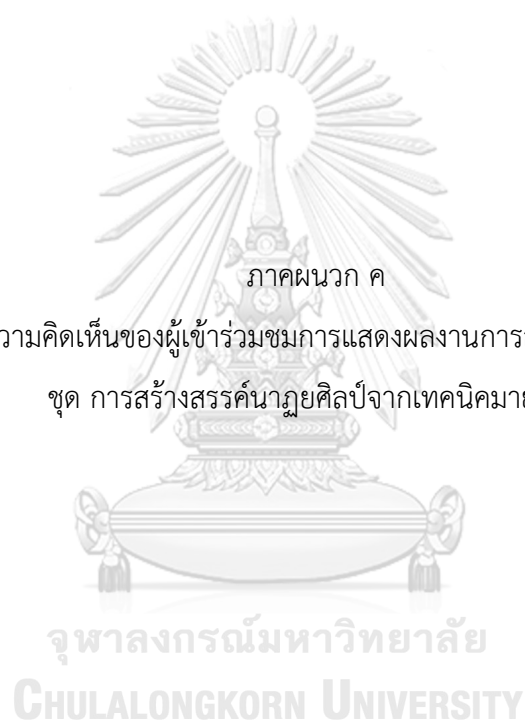 ภาคผนวก ค
ความคิดเห็นของผู้เข้าร่วมชมการแสดงผลงานการ
ชุด การสร้างสรรค์นาฏยศิลป์จากเทคนิคมาย
จุฬาลงกรณ์มหาวิทยาลัย
CHULALONGKORN UNIVERSITY